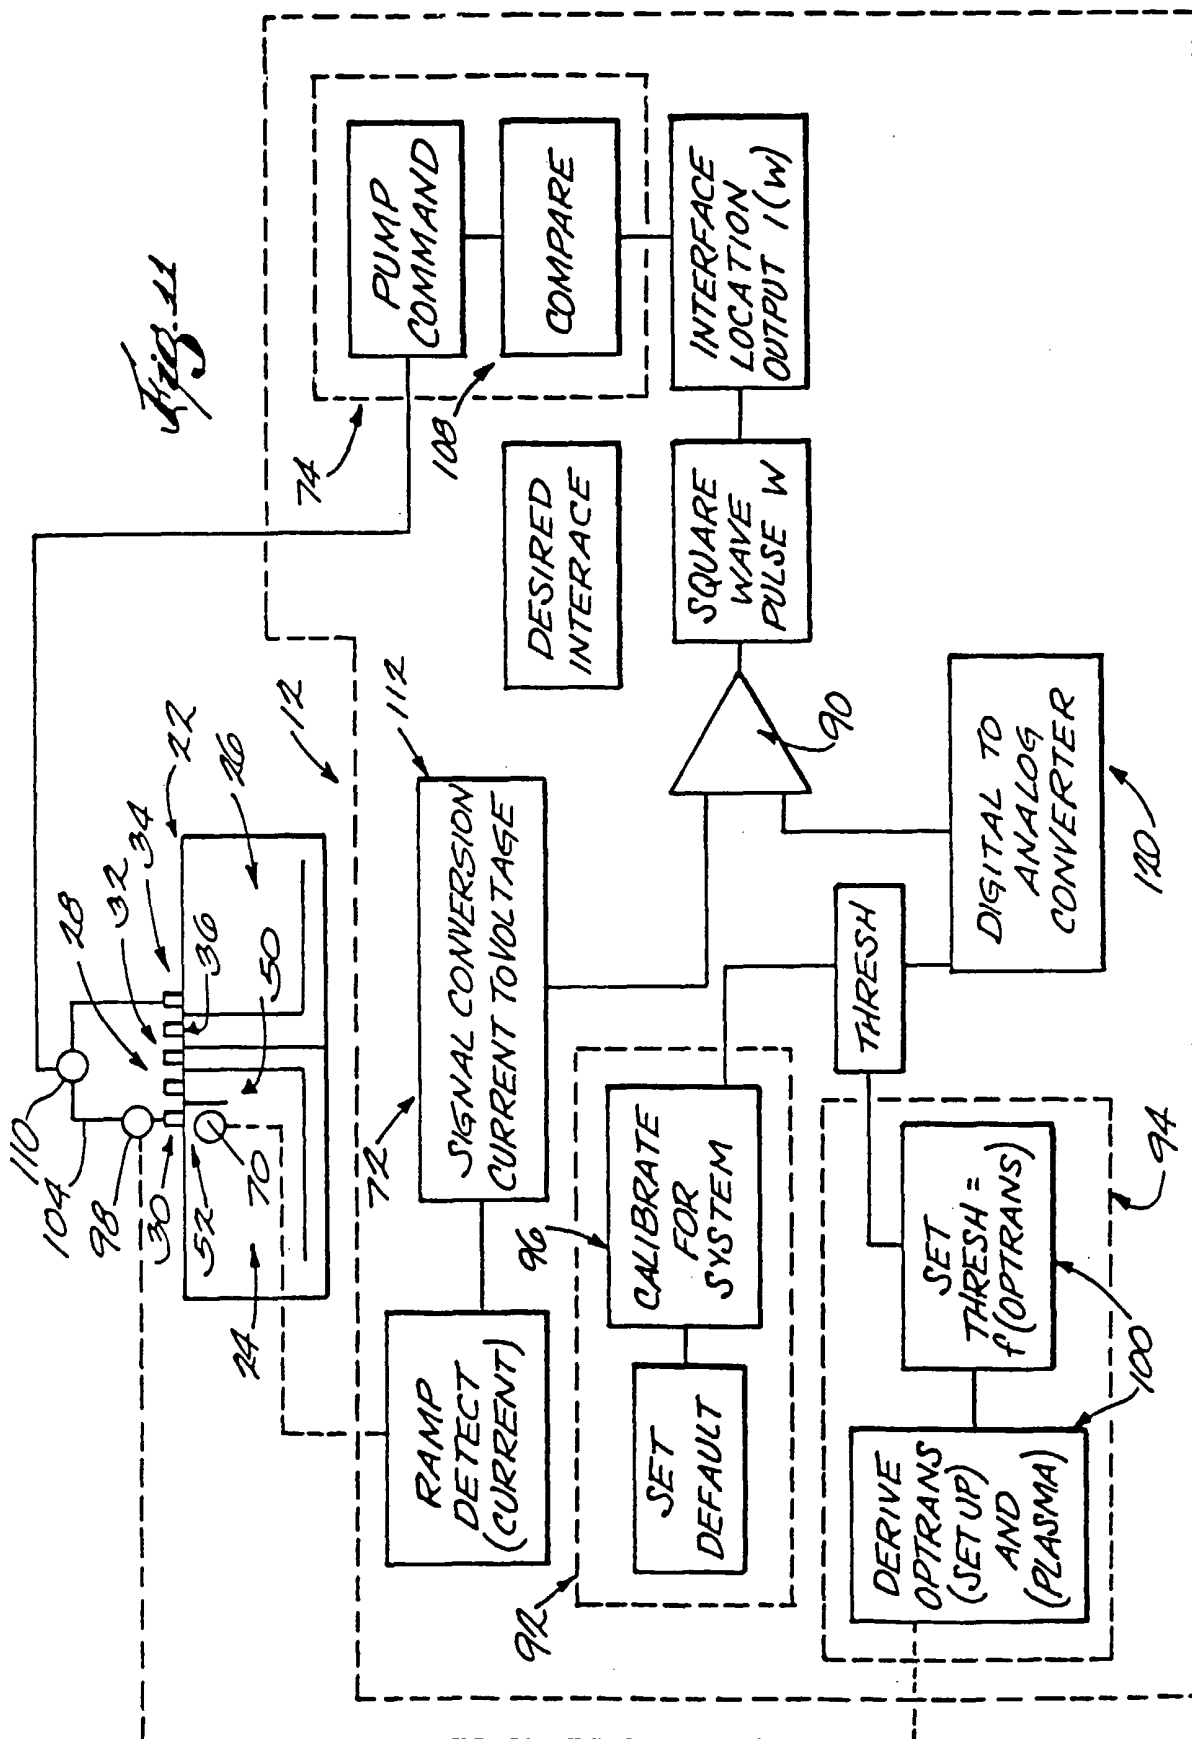 Fig. 11
110
104
98
30
52
24
70
28
32
34
36
50
22
26
12
RAMP
DETECT
(CURRENT)
72
SIGNAL CONVERSION
CURRENT TO VOLTAGE
112
74
PUMP
COMMAND
108
COMPARE
DESIRED
INTERACE
INTERFACE
LOCATION
OUTPUT I(W)
SQUARE
WAVE
PULSE W
90
92
SET
DEFAULT
96
CALIBRATE
FOR
SYSTEM
THRESH
DIGITAL TO
ANALOG
CONVERTER
120
DERIVE
OPTRANS
(SET UP)
AND
(PLASMA)
SET
THRESH =
f(OPTRANS)
100
94